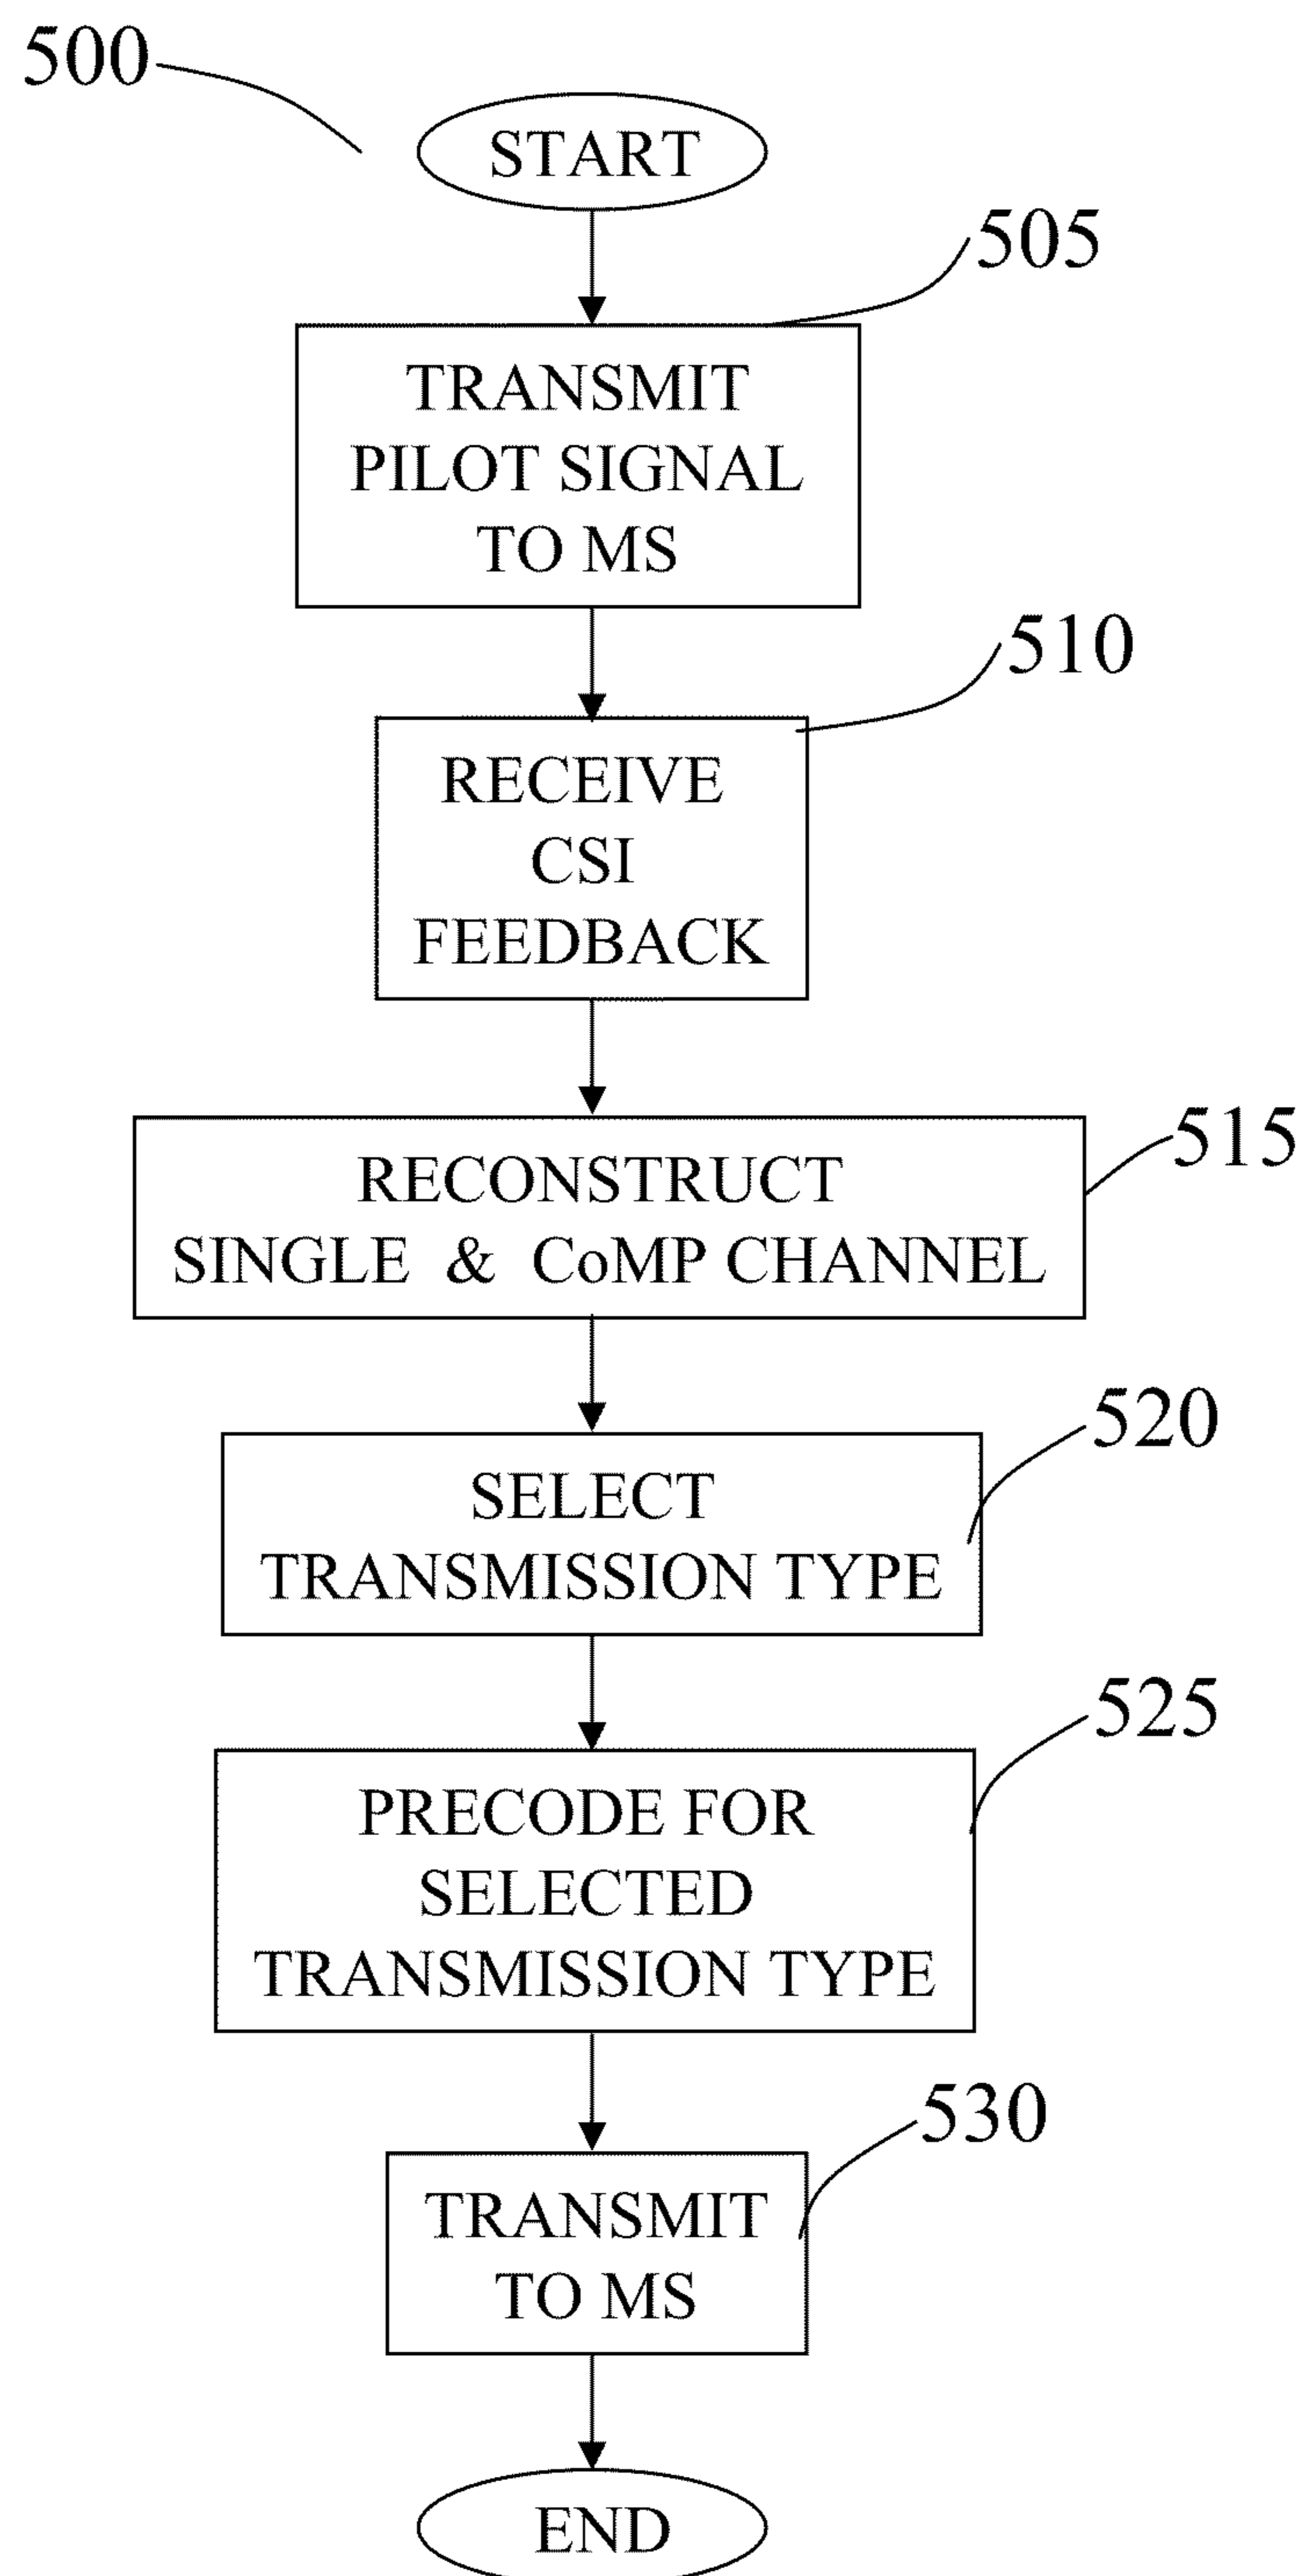 500
START
505
TRANSMIT
PILOT SIGNAL
TO MS
510
RECEIVE
CSI
FEEDBACK
515
RECONSTRUCT
SINGLE & CoMP CHANNEL
520
SELECT
TRANSMISSION TYPE
525
PRECODE FOR
SELECTED
TRANSMISSION TYPE
530
TRANSMIT
TO MS
END